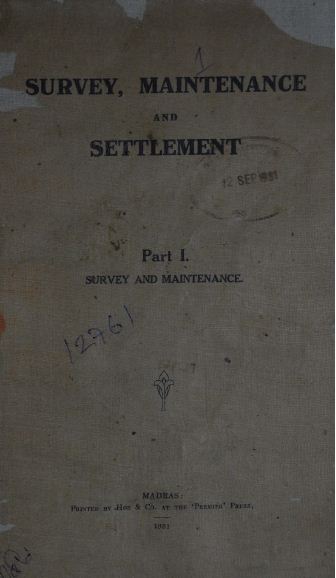 1
SURVEY, MAINTENANCE
AND
SETTLEMENT
12 SEP 1931
Part I.
SURVEY AND MAINTENANCE.
12761
MADRAS:
PRINTED BY HOE & CO. AT THE 'PREMIER' PRESS,
1931